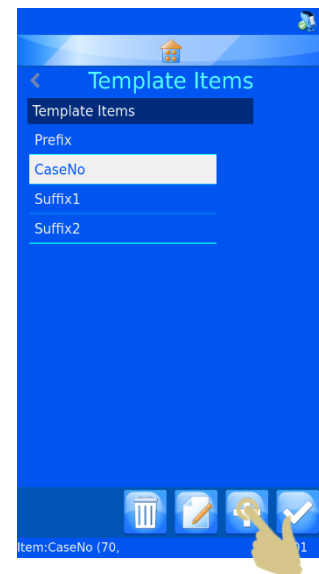 Template Items
Template Items
Prefix
CaseNo
Suffix1
Suffix2
Item:CaseNo (70,